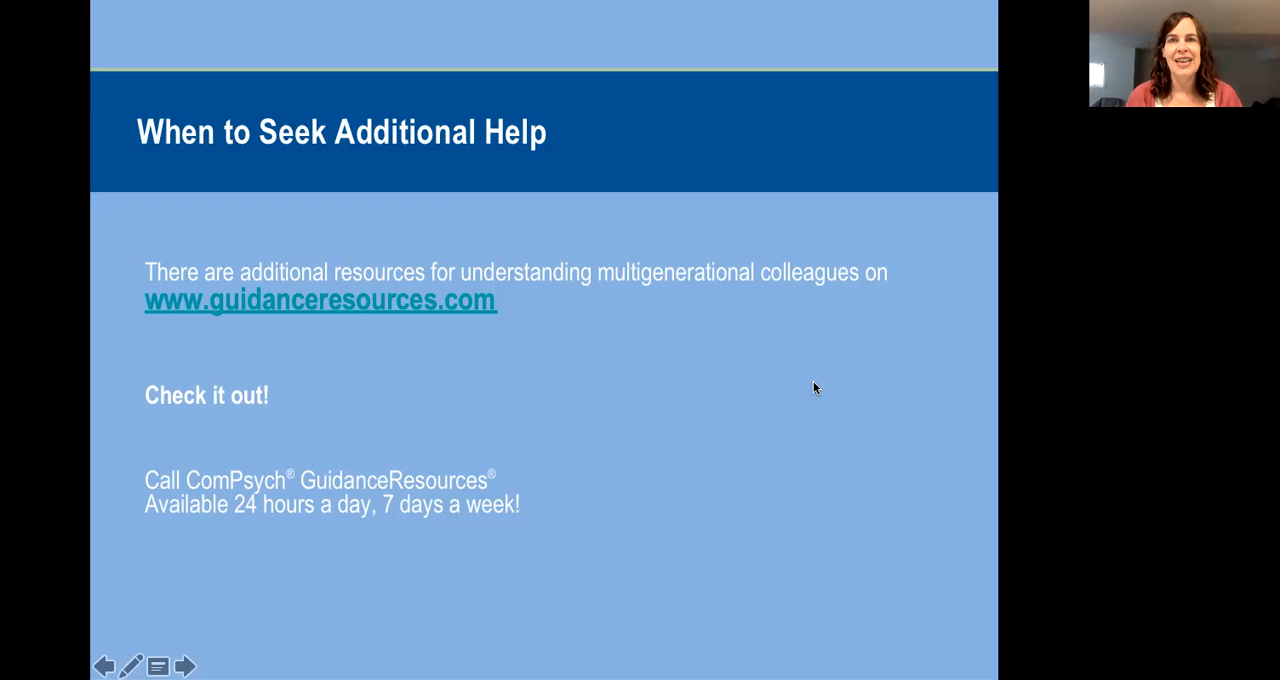 When to Seek Additional Help
There are additional resources for understanding multigenerational colleagues on
www.guidanceresources.com
Check it out!
Call ComPsych® GuidanceResources®
Available 24 hours a day, 7 days a week!